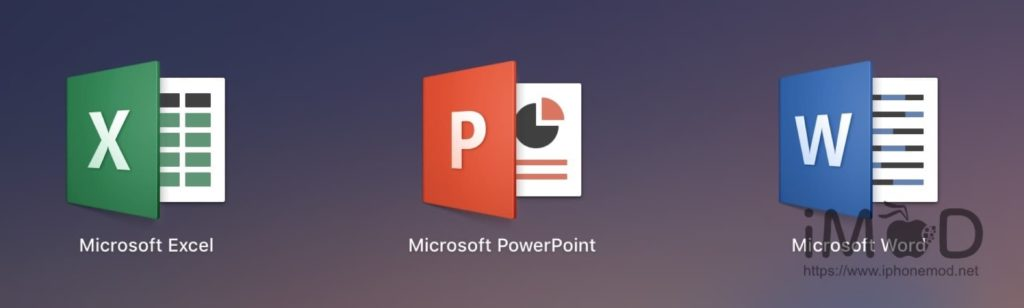 X
P
W
Microsoft Excel
Microsoft PowerPoint
Microsoft Word
iMOD
https://www.iphonemod.net